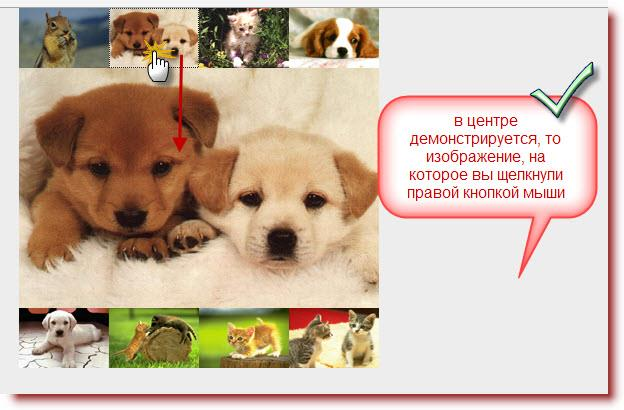 в центре
демонстрируется, то
изображение, на
которое вы щелкнули
правой кнопкой мыши